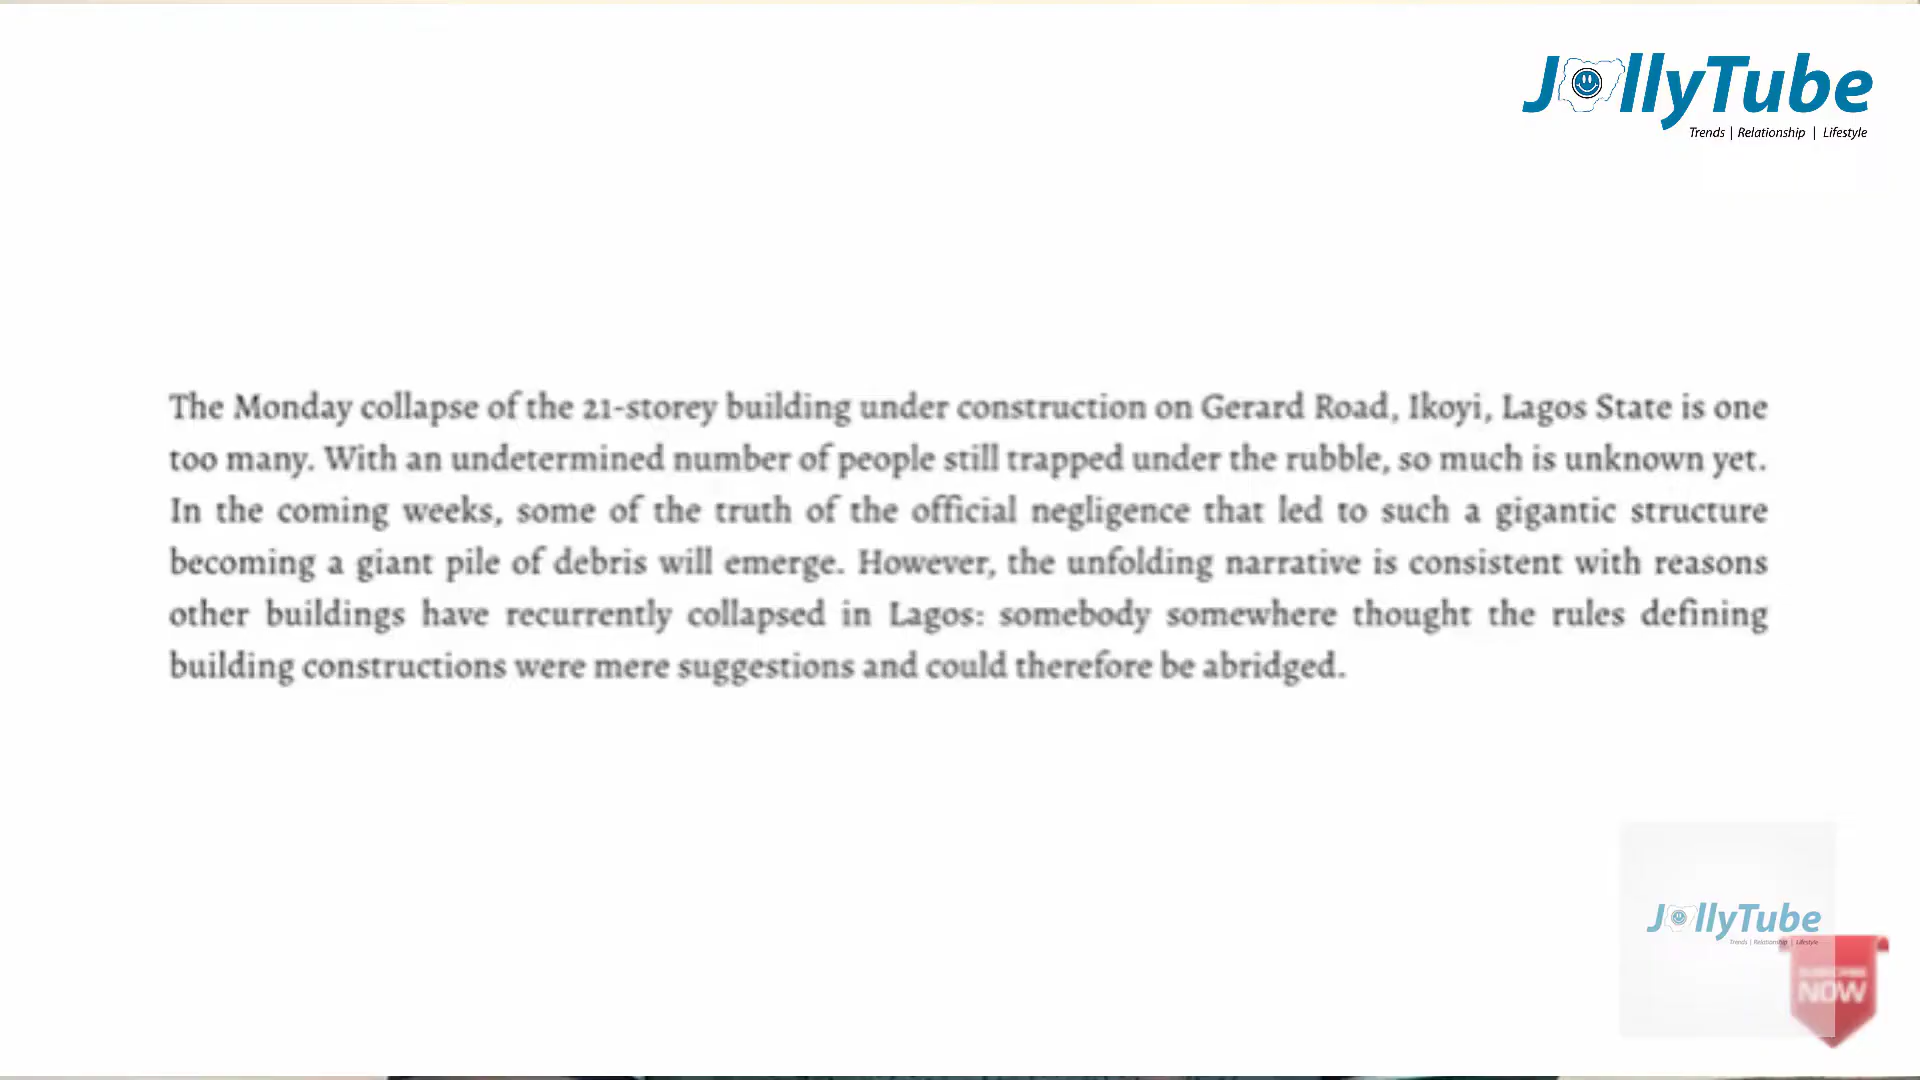 JollyTube
Trends | Relationship | Lifestyle
The Monday collapse of the 21-storey building under construction on Gerard Road, Ikoyi, Lagos State is one
too many. With an undetermined number of people still trapped under the rubble, so much is unknown yet.
In the coming weeks, some of the truth of the official negligence that led to such a gigantic structure
becoming a giant pile of debris will emerge. However, the unfolding narrative is consistent with reasons
other buildings have recurrently collapsed in Lagos: somebody somewhere thought the rules defining
building constructions were mere suggestions and could therefore be abridged.
JollyTube
Trends | Relationship | Lifestyle
SUBSCRIBE
NOW